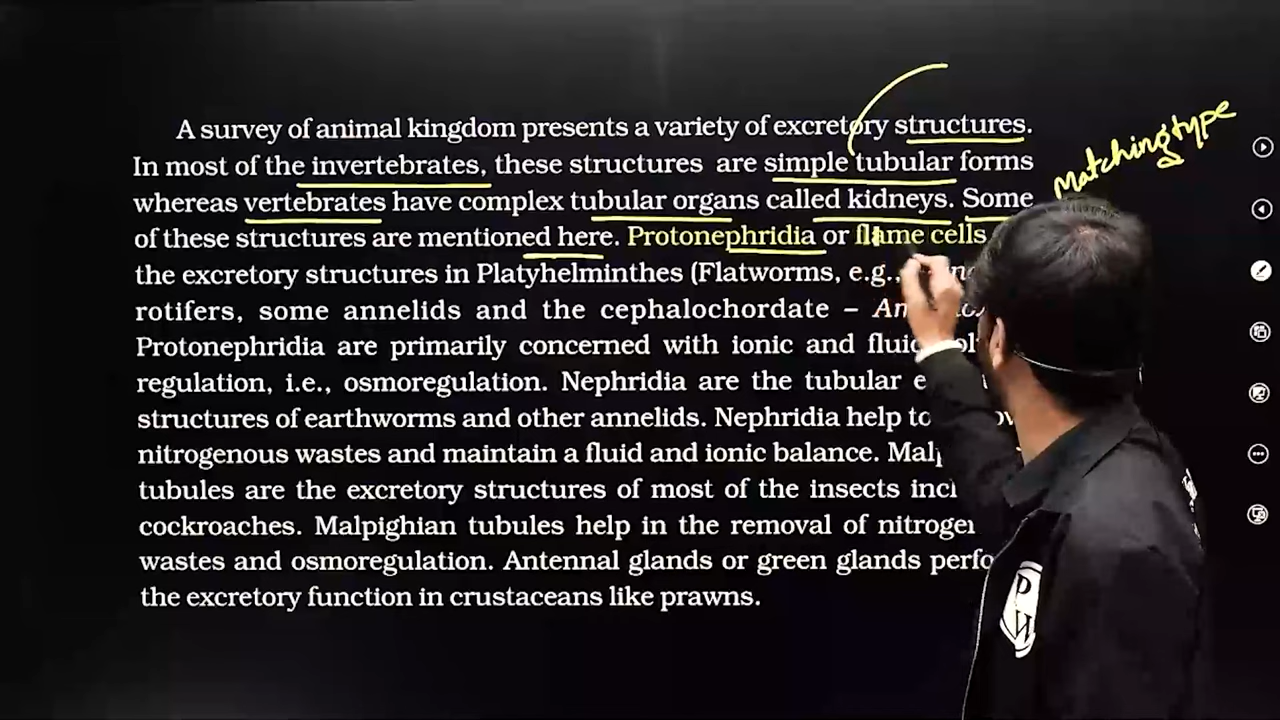 A survey of animal kingdom presents a variety of excretory structures.
In most of the invertebrates, these structures are simple tubular forms
whereas vertebrates have complex tubular organs called kidneys. Some
Matchingtype
of these structures are mentioned here. Protonephridia or flame cells
the excretory structures in Platyhelminthes (Flatworms, e.g.,
rotifers, some annelids and the cephalochordate –
Protonephridia are primarily concerned with ionic and fluid
regulation, i.e., osmoregulation. Nephridia are the tubular
structures of earthworms and other annelids. Nephridia help to
nitrogenous wastes and maintain a fluid and ionic balance.
tubules are the excretory structures of most of the insects
cockroaches. Malpighian tubules help in the removal of
wastes and osmoregulation. Antennal glands or green glands
the excretory function in crustaceans like prawns.
PW